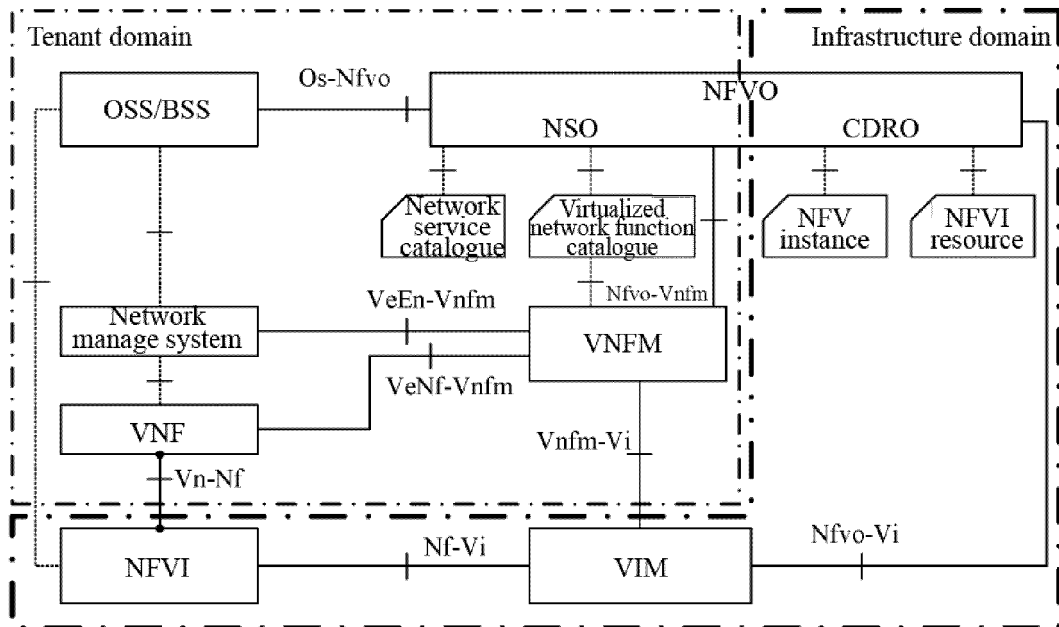 Tenant domain
Infrastructure domain
Os-Nfvo
NFVO
OSS/BSS
NSO
CDRO
Network
service
catalogue
Virtualized
network function
catalogue
NFV
instance
NFVI
resource
VeEn-Vnfm
Nfvo-Vnfm
Network
manage system
VNFM
VeNf-Vnfm
VNF
Vnfm-Vi
Vn-Nf
Nf-Vi
Nfvo-Vi
NFVI
VIM